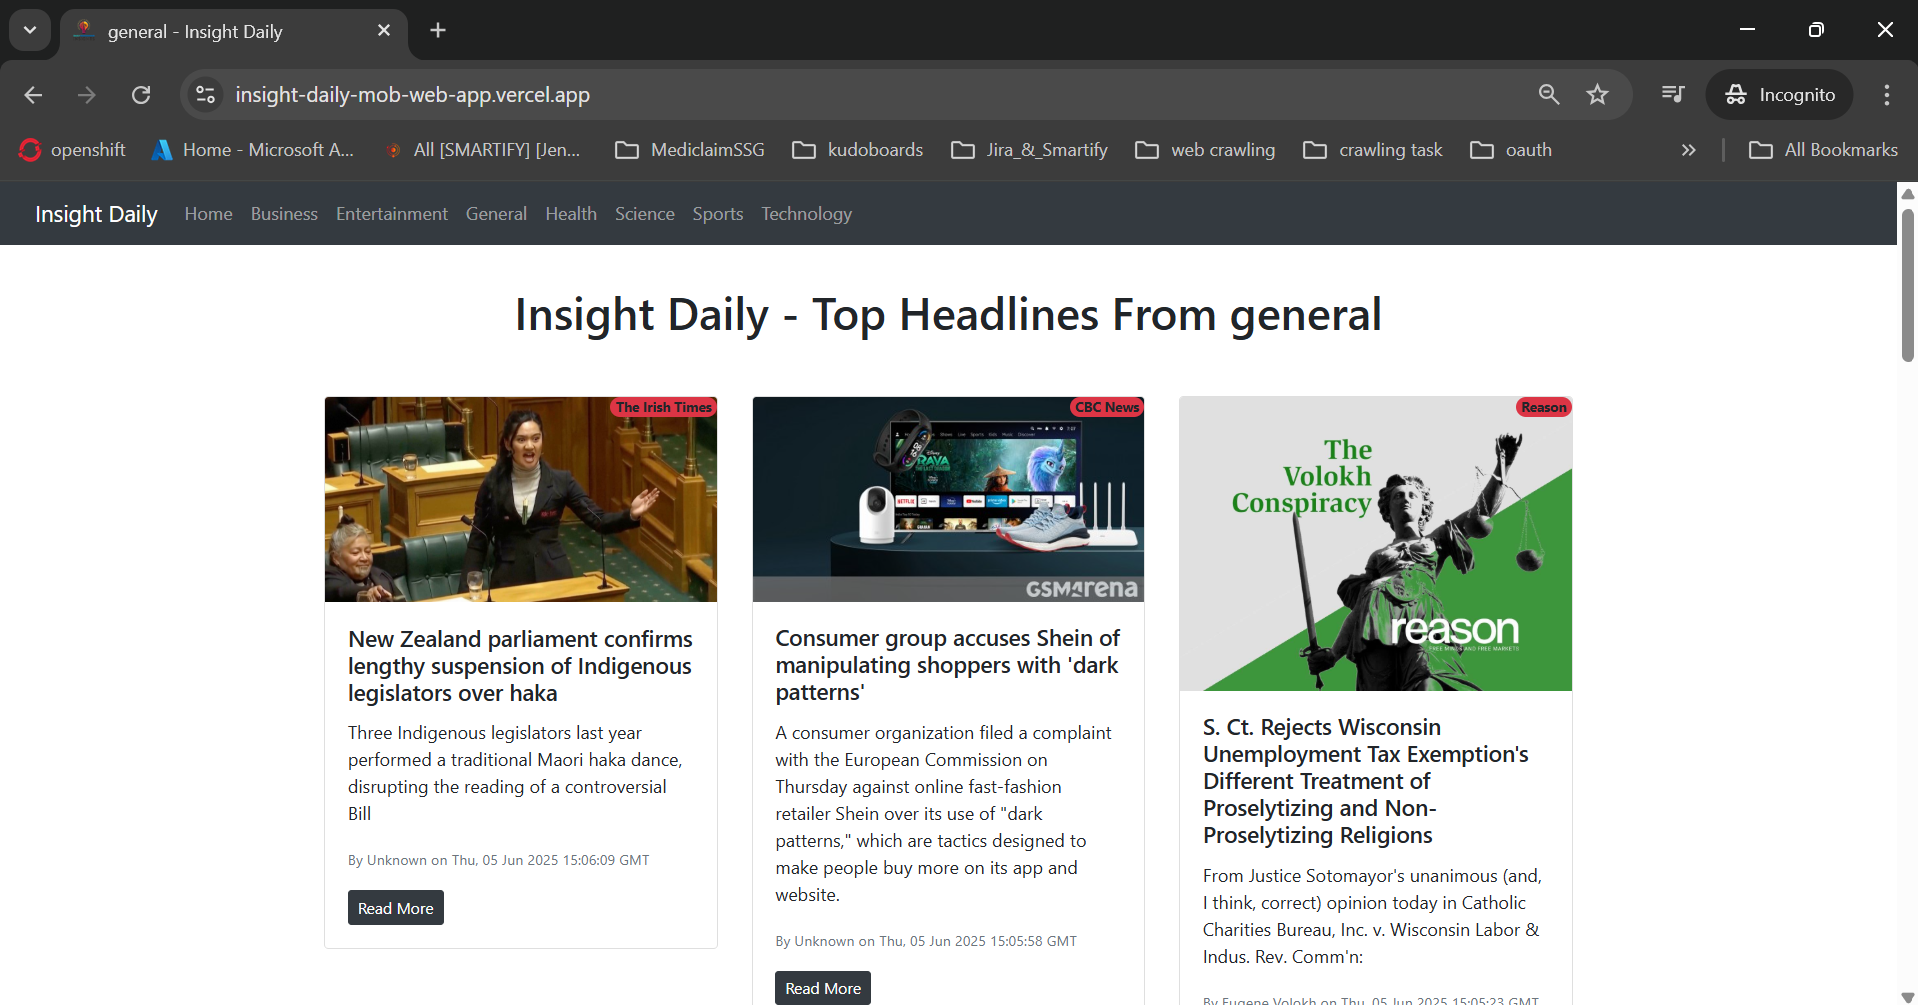 general - Insight Daily
insight-daily-mob-web-app.vercel.app
Incognito
openshift
Home - Microsoft A...
All [SMARTIFY] [Jen...
MediclaimSSG
kudoboards
Jira_&_Smartify
web crawling
crawling task
oauth
All Bookmarks
Insight Daily
Home
Business
Entertainment
General
Health
Science
Sports
Technology
Insight Daily - Top Headlines From general
The Irish Times
New Zealand parliament confirms
lengthy suspension of Indigenous
legislators over haka
Three Indigenous legislators last year
performed a traditional Maori haka dance,
disrupting the reading of a controversial
Bill
By Unknown on Thu, 05 Jun 2025 15:06:09 GMT
Read More
CBC News
GSMArena
Consumer group accuses Shein of
manipulating shoppers with 'dark
patterns'
A consumer organization filed a complaint
with the European Commission on
Thursday against online fast-fashion
retailer Shein over its use of "dark
patterns," which are tactics designed to
make people buy more on its app and
website.
By Unknown on Thu, 05 Jun 2025 15:05:58 GMT
Read More
Reason
The
Volokh
Conspiracy
reason
FREE MINDS AND FREE MARKETS
S. Ct. Rejects Wisconsin
Unemployment Tax Exemption's
Different Treatment of
Proselytizing and Non-
Proselytizing Religions
From Justice Sotomayor's unanimous (and,
I think, correct) opinion today in Catholic
Charities Bureau, Inc. v. Wisconsin Labor &
Indus. Rev. Comm'n:
By Eugene Volokh on Thu, 05 Jun 2025 15:05:23 GMT